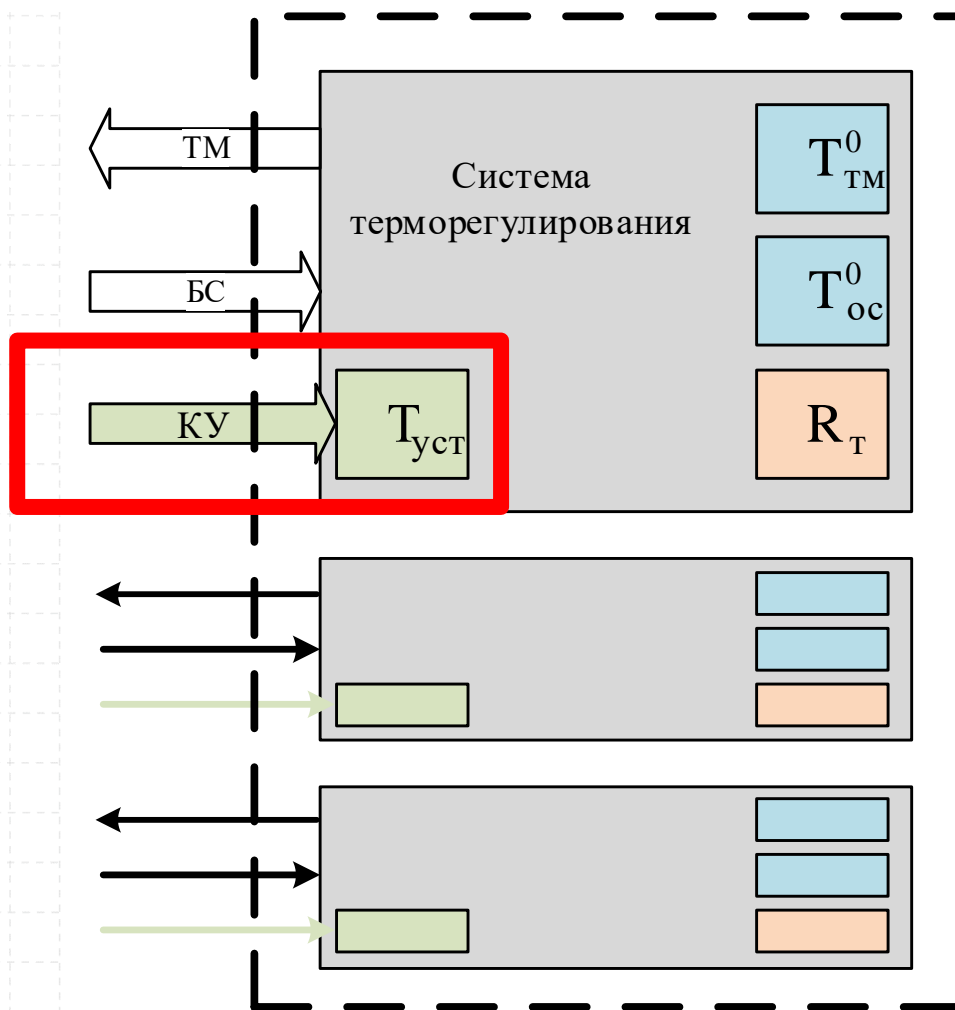 ТМ
Система
терморегулирования
T⁰тм
БС
T⁰ос
КУ
Tуст
Rт